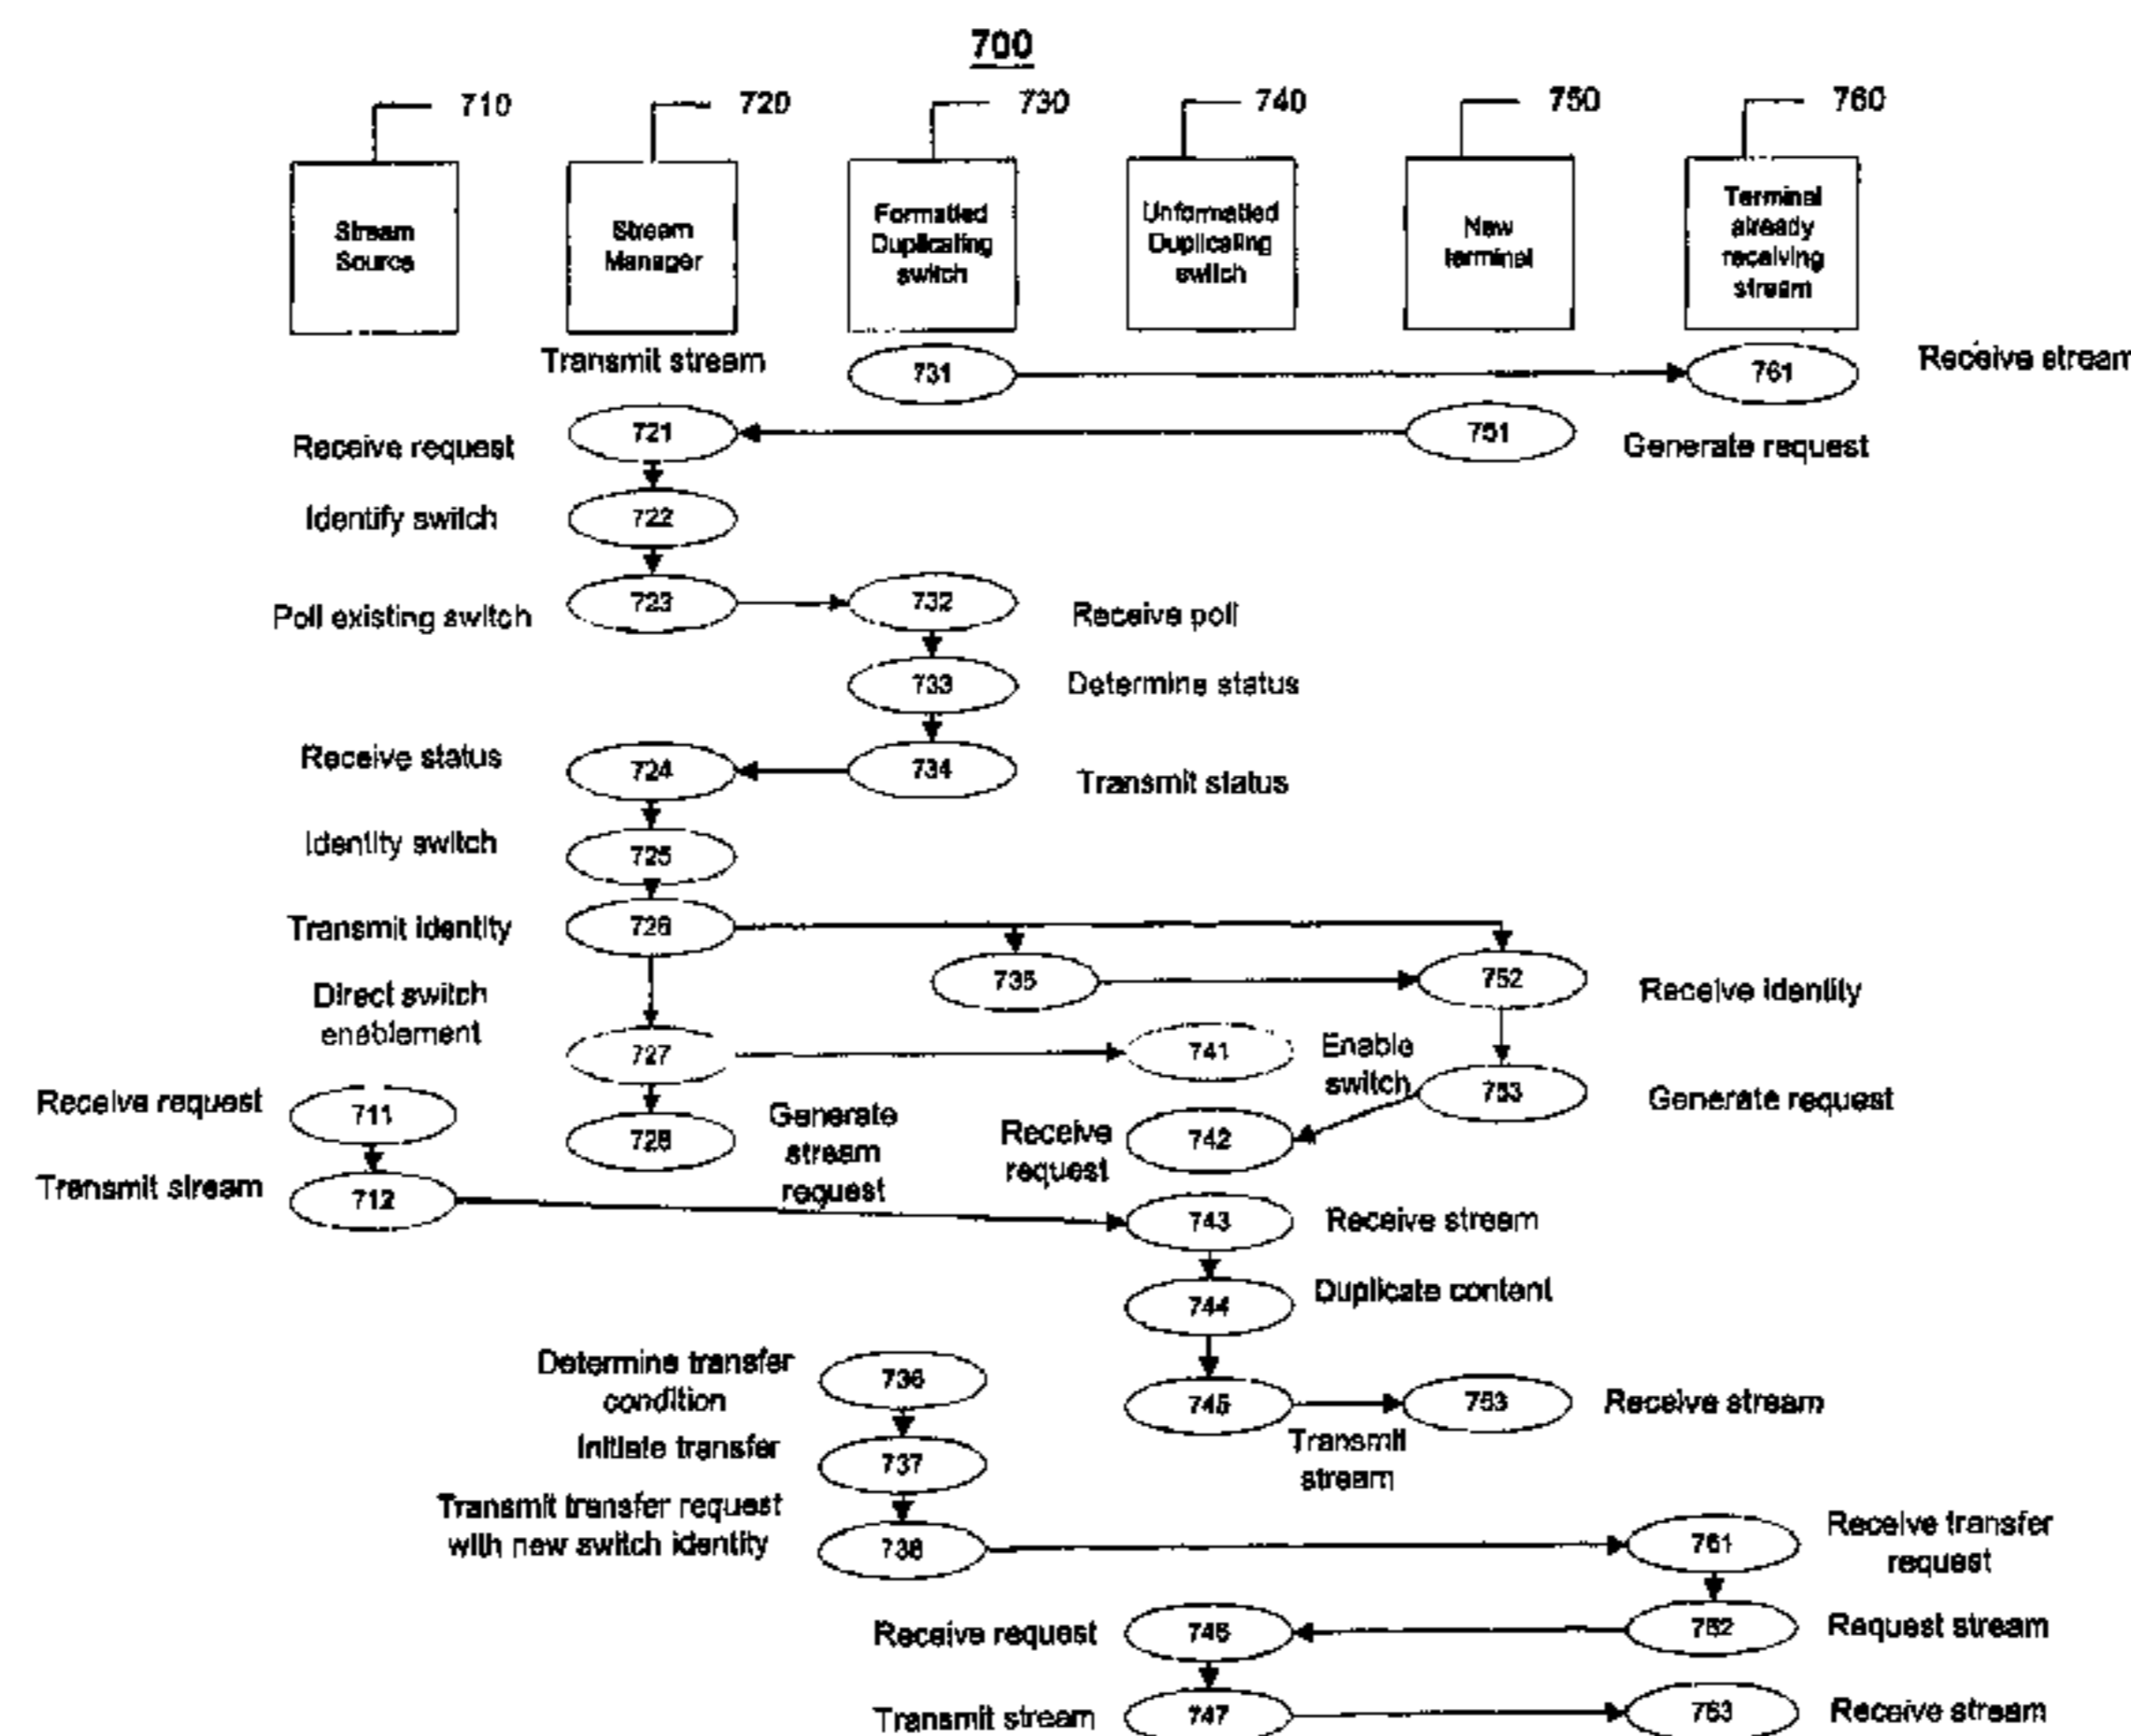 700
710
720
730
740
750
760
Stream
Source
Stream
Manager
Formatted
Duplicating
switch
Unformatted
Duplicating
switch
New
terminal
Terminal
already
receiving
stream
Transmit stream
731
761
Receive stream
Receive request
721
751
Generate request
Identify switch
722
Poll existing switch
723
732
Receive poll
733
Determine status
Receive status
724
734
Transmit status
Identity switch
725
Transmit identity
726
735
752
Receive identity
Direct switch
enablement
727
741
Enable
switch
753
Generate request
Receive request
711
728
Generate
stream
request
Receive
request
742
Transmit stream
712
743
Receive stream
744
Duplicate content
Determine transfer
condition
736
745
753
Receive stream
Transmit
stream
Initiate transfer
737
Transmit transfer request
with new switch identity
738
761
Receive transfer
request
Receive request
746
762
Request stream
Transmit stream
747
763
Receive stream